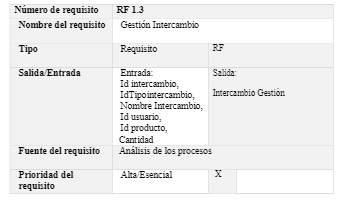 Número de requisito RF 1.3
Nombre del requisito Gestión Intercambio
Tipo Requisito RF
Salida/Entrada Entrada: Salida:
Id intercambio,
IdTipointercambio, Intercambio Gestión
Nombre Intercambio,
Id usuario,
Id producto,
Cantidad
Fuente del requisito Análisis de los procesos
Prioridad del Alta/Esencial X
requisito